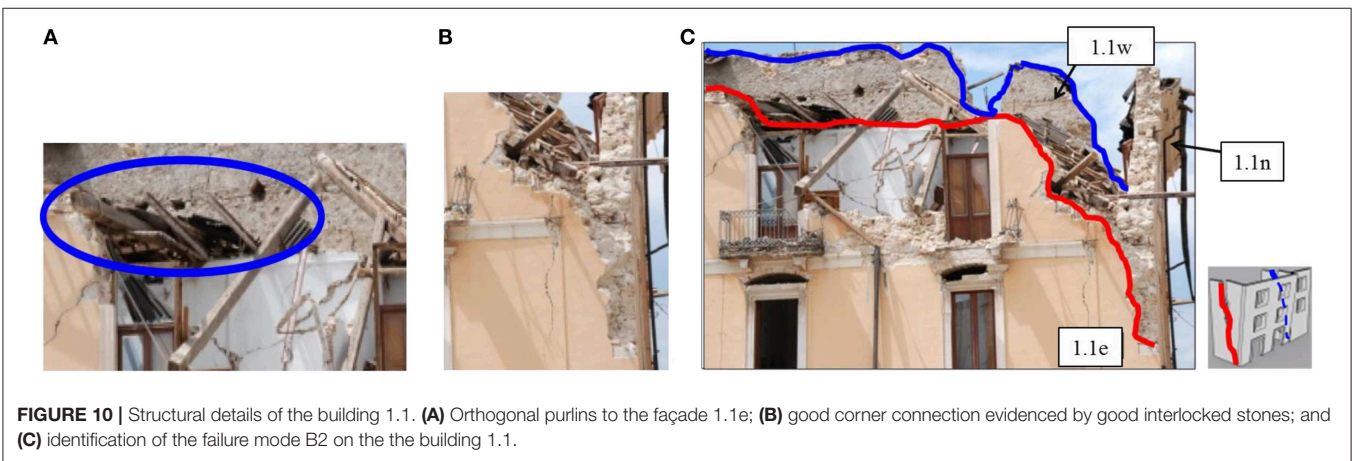 A
B
C
1.1w
1.1n
1.1e
FIGURE 10 | Structural details of the building 1.1. (A) Orthogonal purlins to the façade 1.1e; (B) good corner connection evidenced by good interlocked stones; and
(C) identification of the failure mode B2 on the the building 1.1.